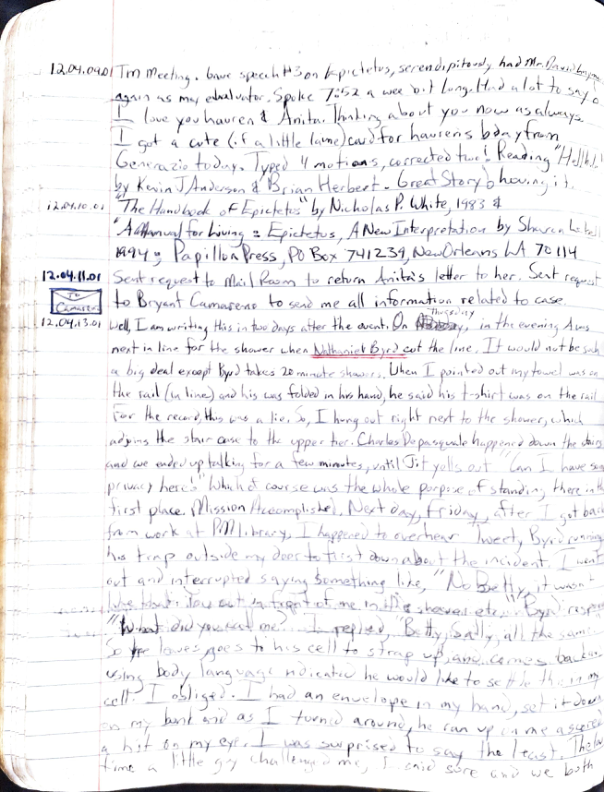 12.04.04.01 TM Meeting. Gave speech #3 on Epictetus, serendipitously had Mr. David
again as my evaluator. Spoke 7:52 a wee bit long. Had a lot to say
I love you Lauren & Anita. Thinking about you now as always
I got a cute (if a little lame) card for Laurens bday from
Generazio today. Typed 4 motions, corrected two! Reading
by Kevin J Anderson & Brian Herbert. Great Story loving it.
12.04.10.01 "The Handbook of Epictetus" by Nicholas P. White, 1983 &
"A Manual for Living = Epictetus, A New Interpretation by Sharon
1994; Papillon Press, PO Box 741239, New Orleans LA 70114
12.04.11.01 Sent request to Mail Room to return Anita's letter to her. Sent request
To Camareno to Bryant Camareno to send me all information related to case
12.04.13.01 Well, I am writing this in two days after the event. On Thursday, in the evening I was
next in line for the shower when Nathaniel Byrd cut the line. It would not be such
a big deal except Byrd takes 20 minute showers. When I pointed out my towel was on
the rail (in line) and his was folded in his hand, he said his t-shirt was on the rail
For the record, this was a lie. So, I hung out right next to the shower, which
adjoins the stair case to the upper tier. Charles Depasquale happened down the stairs
and we ended up talking for a few minutes, until Jit yells out "Can I have some
privacy here!" Which of course was the whole purpose of standing there in the
first place. Mission Accomplished. Next day, Friday, after I got back
from work at PM library, I happened to overhear Tweety, Byrd running
his trap outside my door to about the incident. I went
out and interrupted saying something like, "No Betty, it wasn't
like that. You cut in front of me in the shower etc." Byrd
"What did you call me?" I replied, "Betty, Sally, all the same
So he goes to his cell to strap up, and comes back
using body language indicated he would like to settle this in my
cell. I obliged. I had an envelope in my hand, set it down
on my bunk and as I turned around, he ran up on me & scored
a hit on my eye. I was surprised to say the least. The last
time a little guy challenged me, I said sure and we both